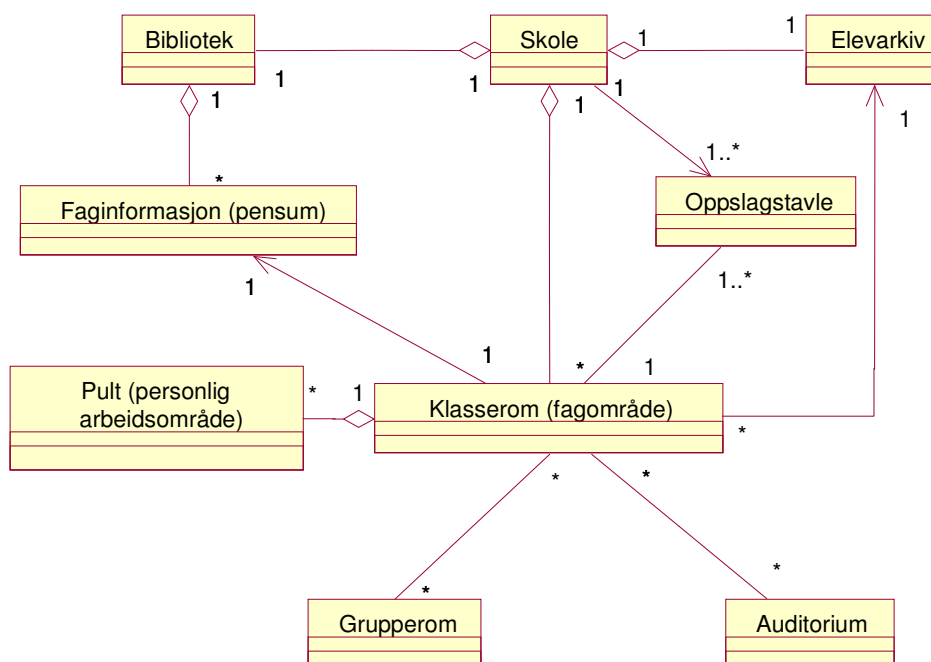 Bibliotek
Skole
Elevarkiv
1
1
1
1
1
1
1
1
1
*
1..*
Faginformasjon (pensum)
Oppslagstavle
1
1..*
1
*
1
Pult (personlig
arbeidsområde)
*
1
Klasserom (fagområde)
*
*
*
*
*
Grupperom
Auditorium